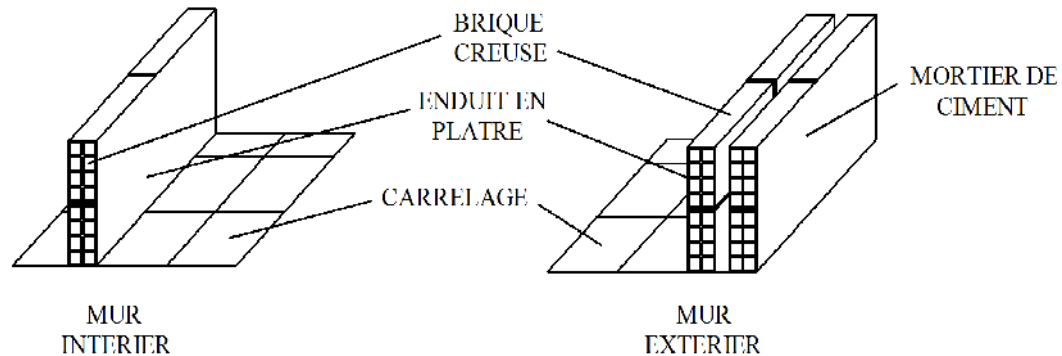 BRIQUE
CREUSE
ENDUIT EN
PLATRE
CARRELAGE
MORTIER DE
CIMENT
MUR
INTERIER
MUR
EXTERIER